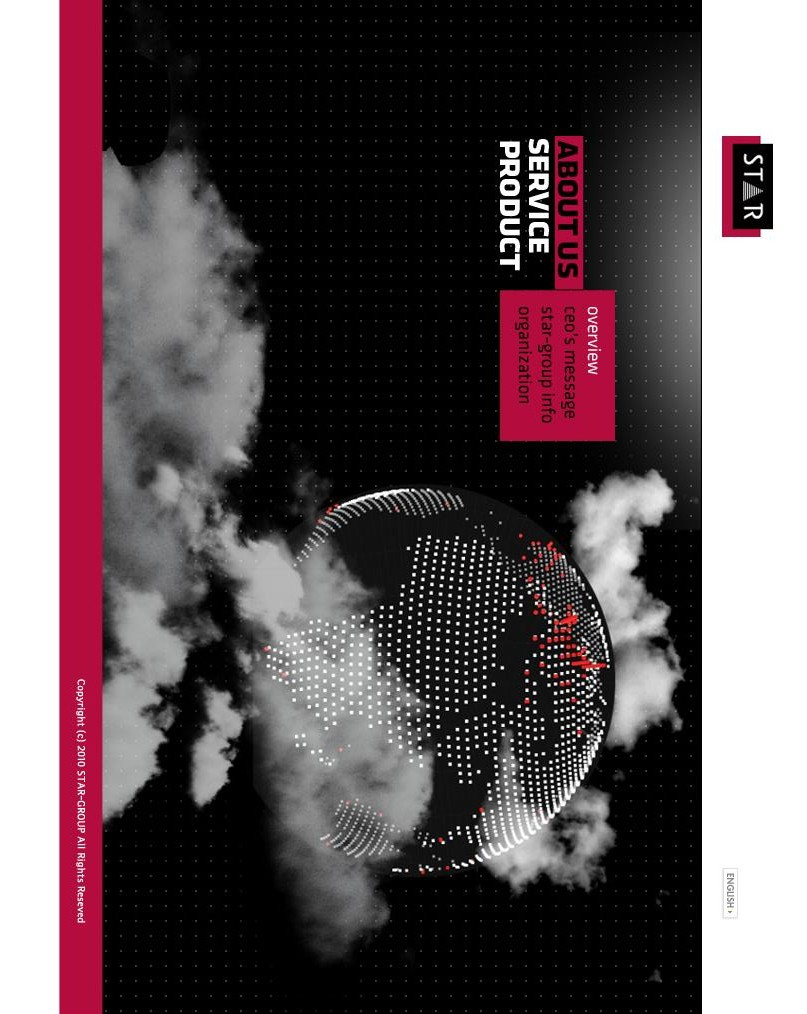 STAR
ENGLISH
ABOUT US
SERVICE
PRODUCT
overview
ceo's message
star-group info
organization
Copyright (c) 2010 STAR-GROUP All Rights Reseved